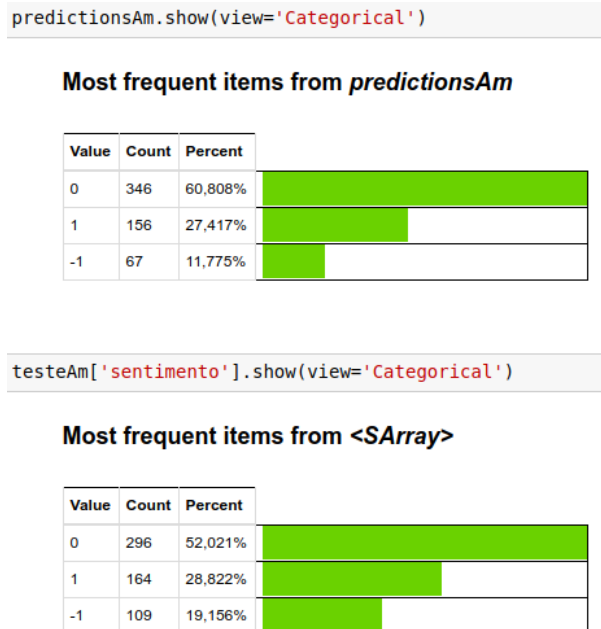 predictionsAm.show(view='Categorical')
Most frequent items from predictionsAm
Value Count Percent
0 346 60,808%
1 156 27,417%
-1 67 11,775%
testeAm['sentimento'].show(view='Categorical')
Most frequent items from <SArray>
Value Count Percent
0 296 52,021%
1 164 28,822%
-1 109 19,156%